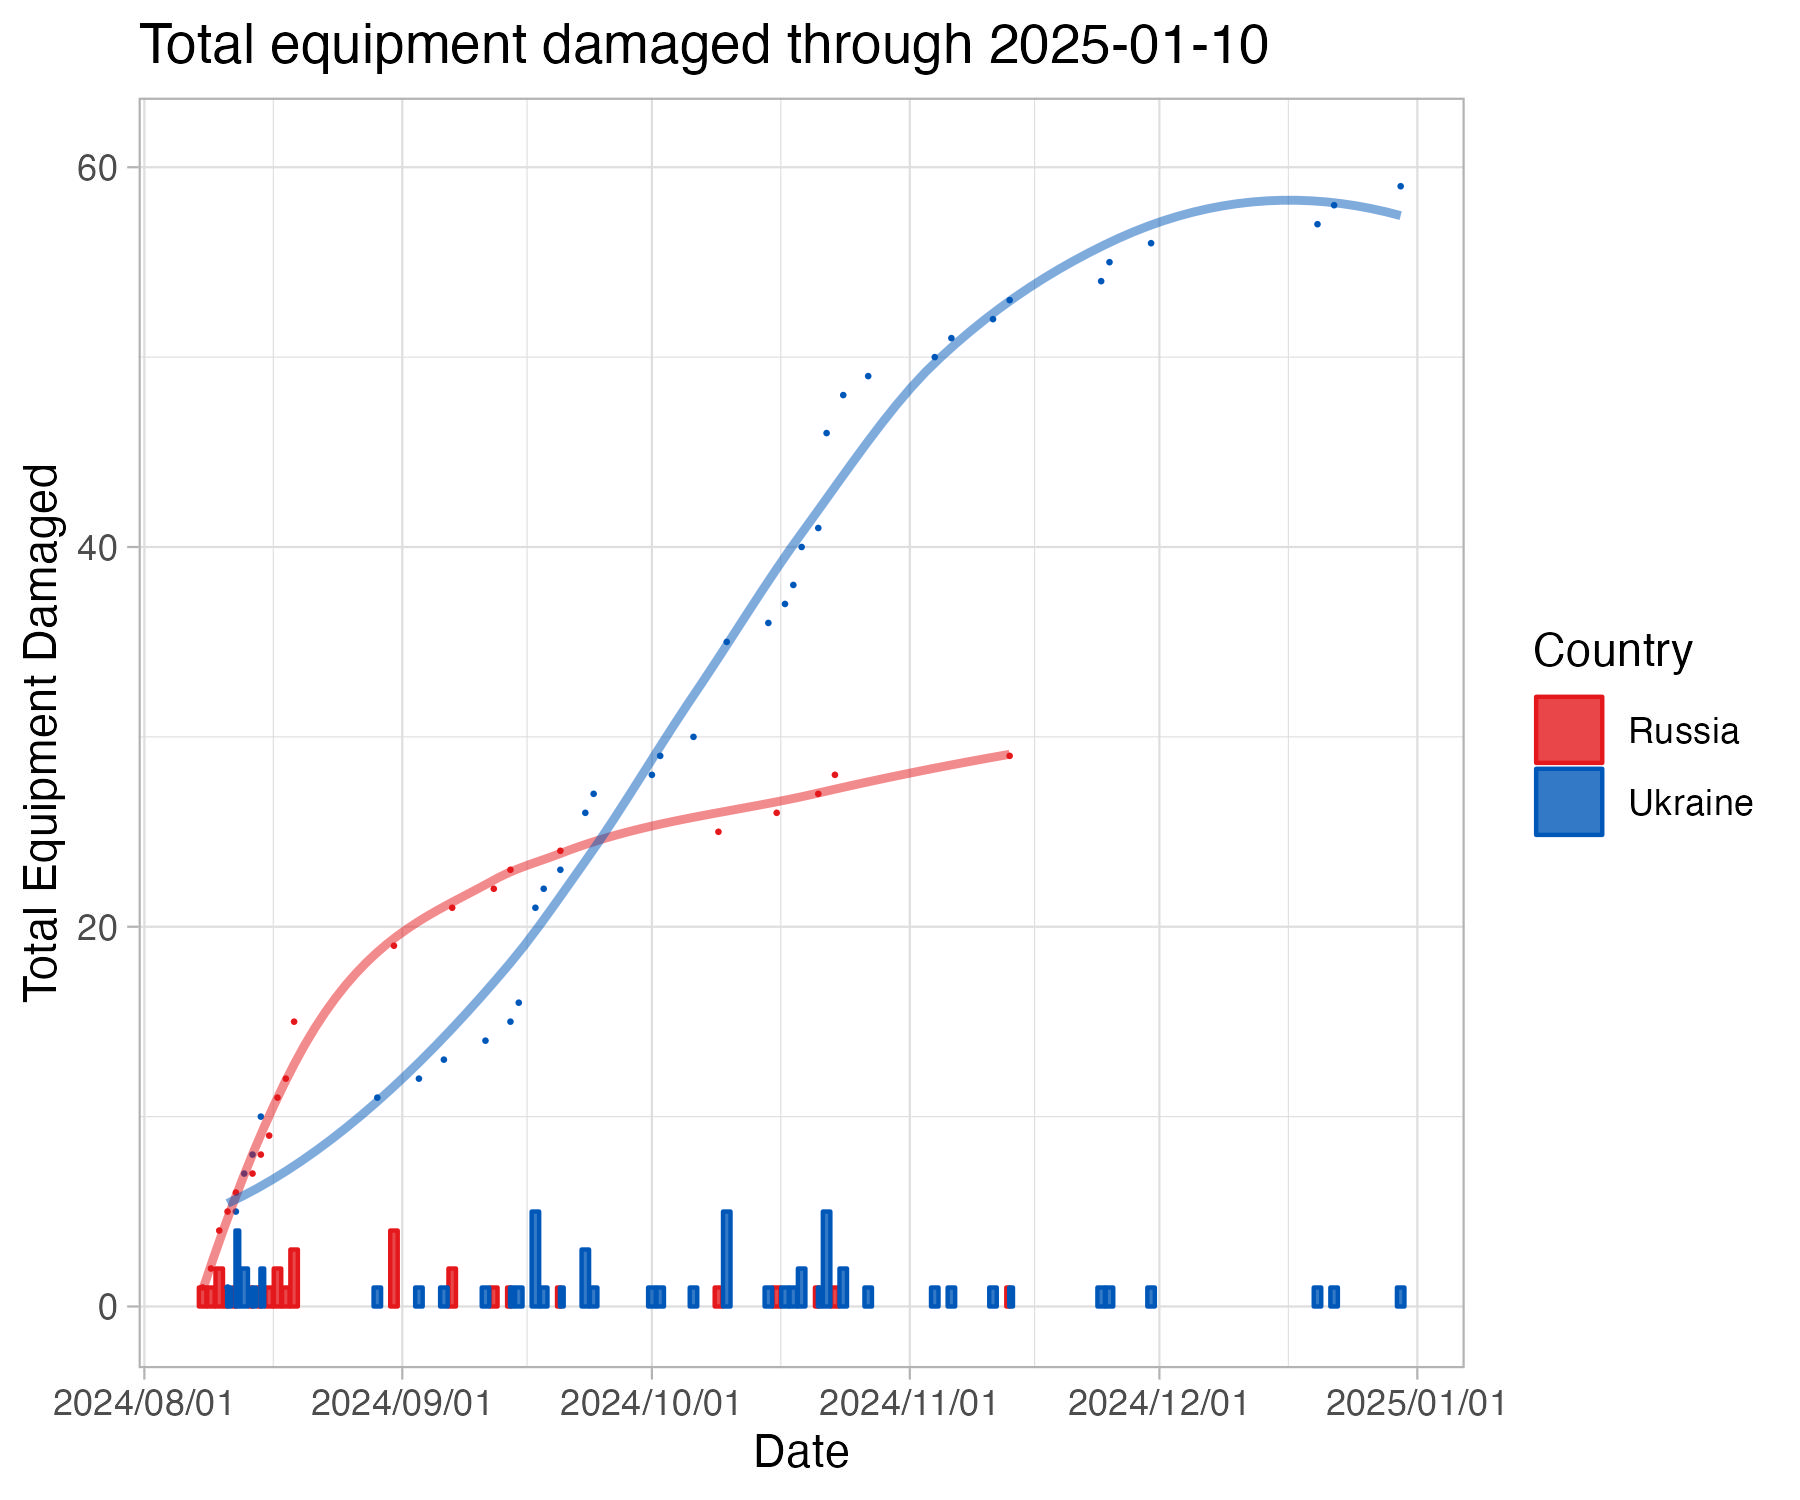 Total equipment damaged through 2025-01-10
Total Equipment Damaged
60
40
20
0
2024/08/01 2024/09/01 2024/10/01 2024/11/01 2024/12/01 2025/01/01
Date
Country
Russia
Ukraine